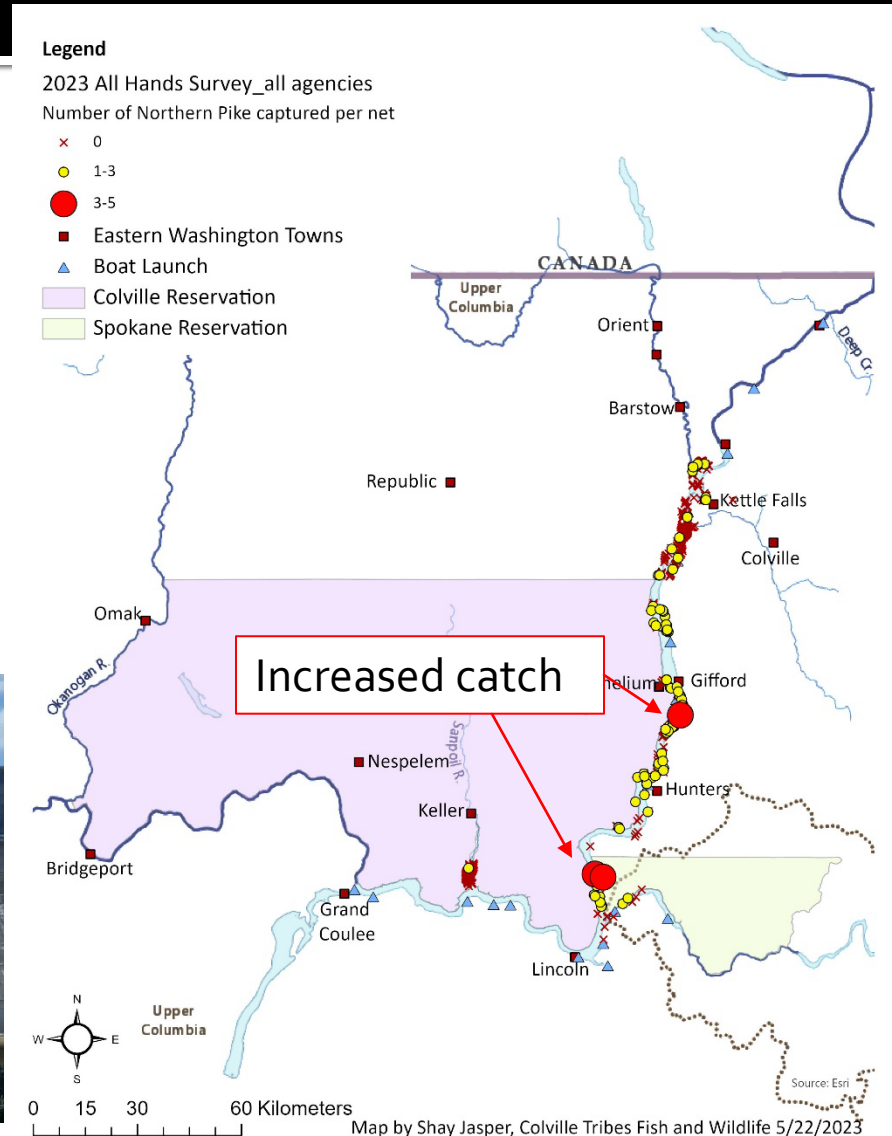 Legend
2023 All Hands Survey_all agencies
Number of Northern Pike captured per net
0
1-3
3-5
Eastern Washington Towns
Boat Launch
Colville Reservation
Spokane Reservation
CANADA
Upper
Columbia
Orient
Deep Cr.
Barstow
Republic
Kettle Falls
Colville
Omak
Okanogan R.
Increased catch
helium
Gifford
Sanpoil R.
Nespelem
Hunters
Keller
Bridgeport
Grand
Coulee
Lincoln
N
W
E
S
Upper
Columbia
Source: Esri
0 15 30 60 Kilometers
Map by Shay Jasper, Colville Tribes Fish and Wildlife 5/22/2023